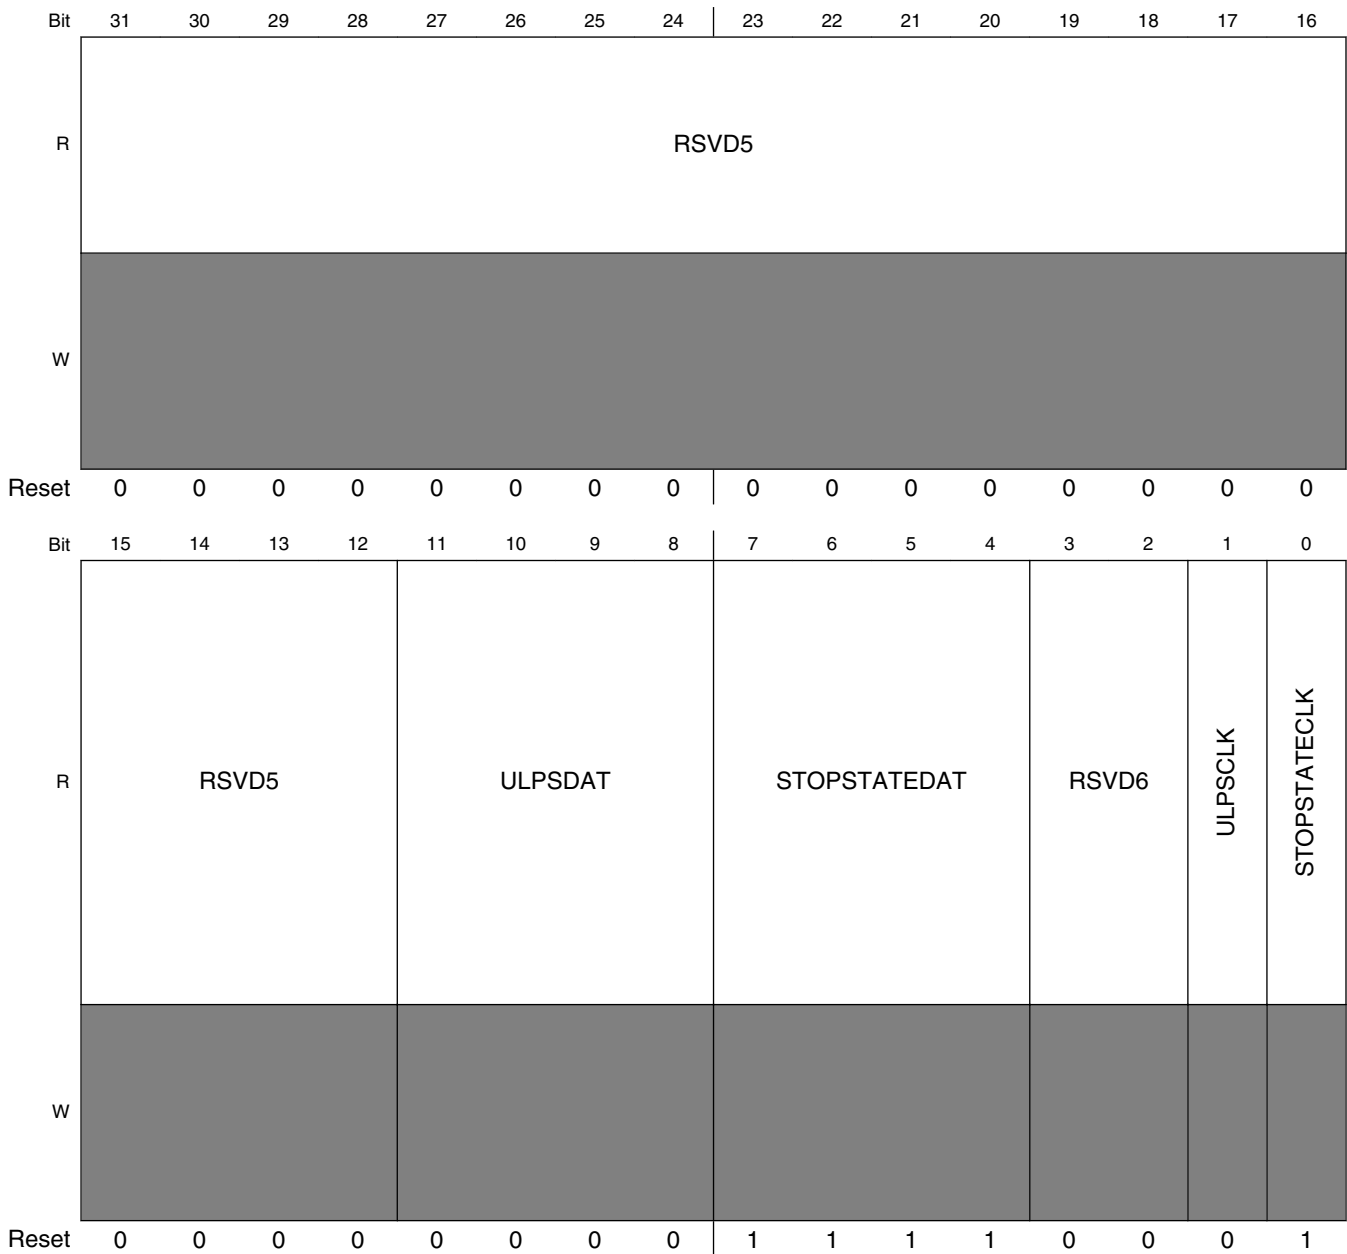 Bit 31 30 29 28 27 26 25 24 23 22 21 20 19 18 17 16
R RSVD5
W
Reset 0 0 0 0 0 0 0 0 0 0 0 0 0 0 0 0
Bit 15 14 13 12 11 10 9 8 7 6 5 4 3 2 1 0
R RSVD5 ULPSDAT STOPSTATEDAT RSVD6 ULPSCLK STOPSTATECLK
W
Reset 0 0 0 0 0 0 0 0 1 1 1 1 0 0 0 1